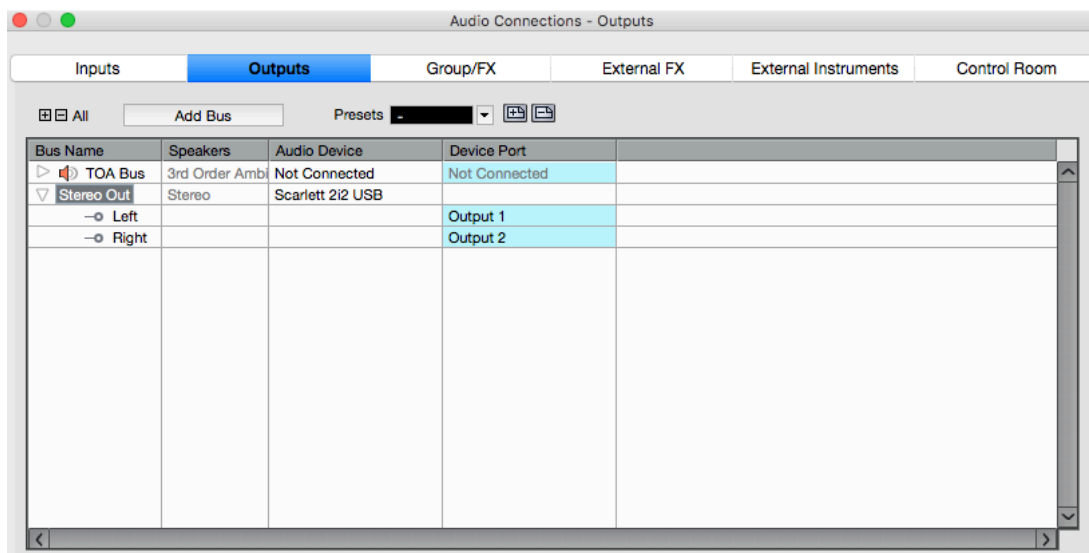 Audio Connections - Outputs
Inputs Outputs Group/FX External FX External Instruments Control Room
All Add Bus Presets -
Bus Name Speakers Audio Device Device Port
TOA Bus 3rd Order Ambi Not Connected Not Connected
Stereo Out Stereo Scarlett 2i2 USB
Left Output 1
Right Output 2